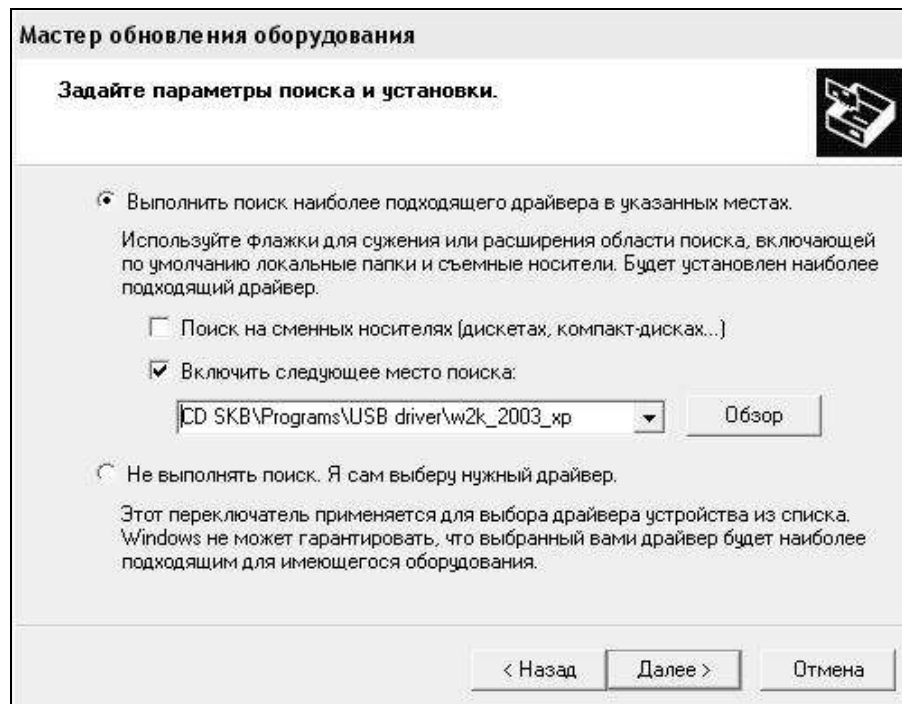 Мастер обновления оборудования
Задайте параметры поиска и установки.
Выполнить поиск наиболее подходящего драйвера в указанных местах.
Используйте флажки для сужения или расширения области поиска, включающей
по умолчанию локальные папки и съемные носители. Будет установлен наиболее
подходящий драйвер.
Поиск на сменных носителях (дискетах, компакт-дисках...)
Включить следующее место поиска:
CD SKB\Programs\USB driver\w2k_2003_xp
Обзор
Не выполнять поиск. Я сам выберу нужный драйвер.
Этот переключатель применяется для выбора драйвера устройства из списка.
Windows не может гарантировать, что выбранный вами драйвер будет наиболее
подходящим для имеющегося оборудования.
< Назад Далее > Отмена